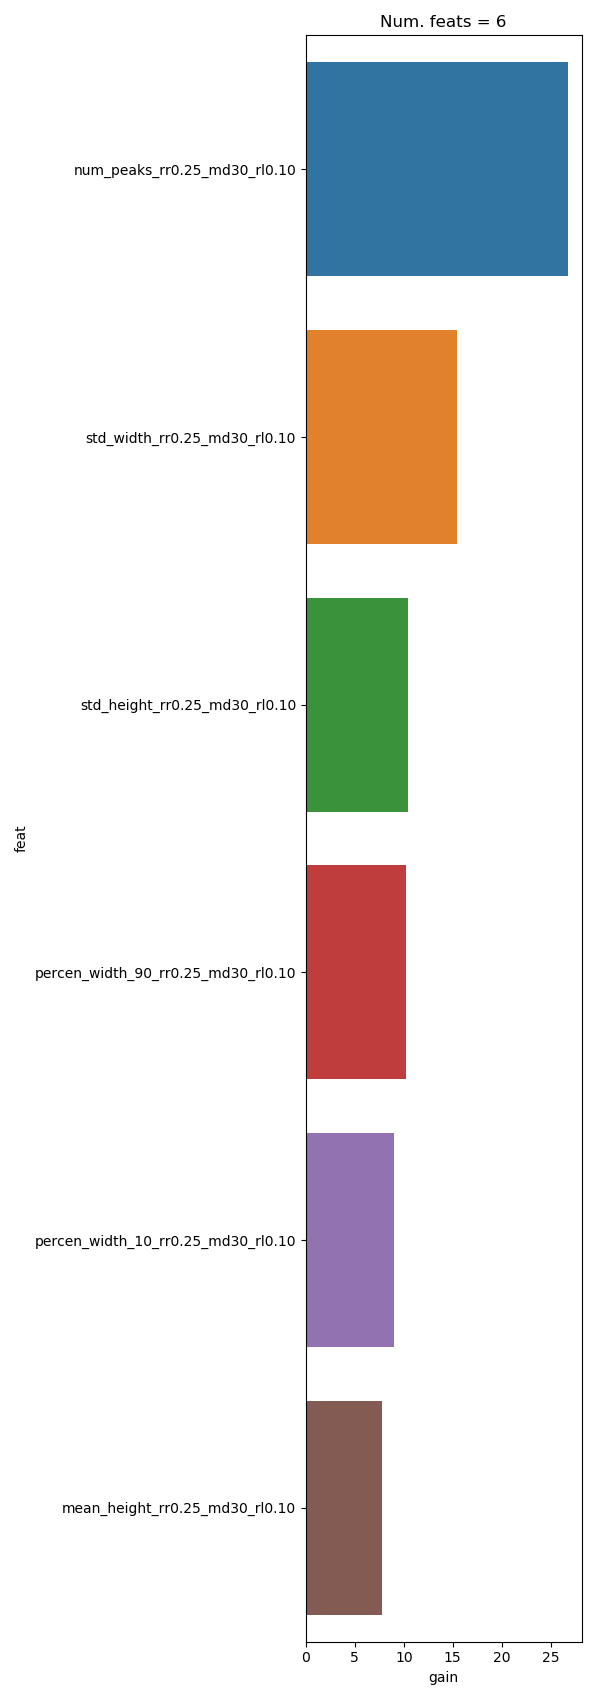 Num. feats = 6
num_peaks_rr0.25_md30_rl0.10
std_width_rr0.25_md30_rl0.10
std_height_rr0.25_md30_rl0.10
feat
percen_width_90_rr0.25_md30_rl0.10
percen_width_10_rr0.25_md30_rl0.10
mean_height_rr0.25_md30_rl0.10
0 5 10 15 20 25
gain